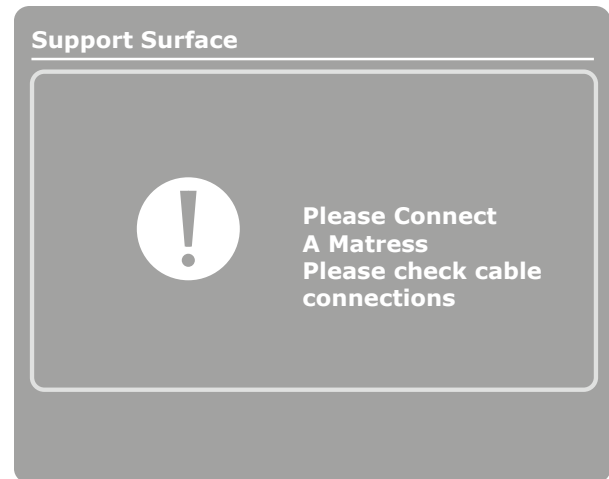 Support Surface
Please Connect
A Matress
Please check cable
connections